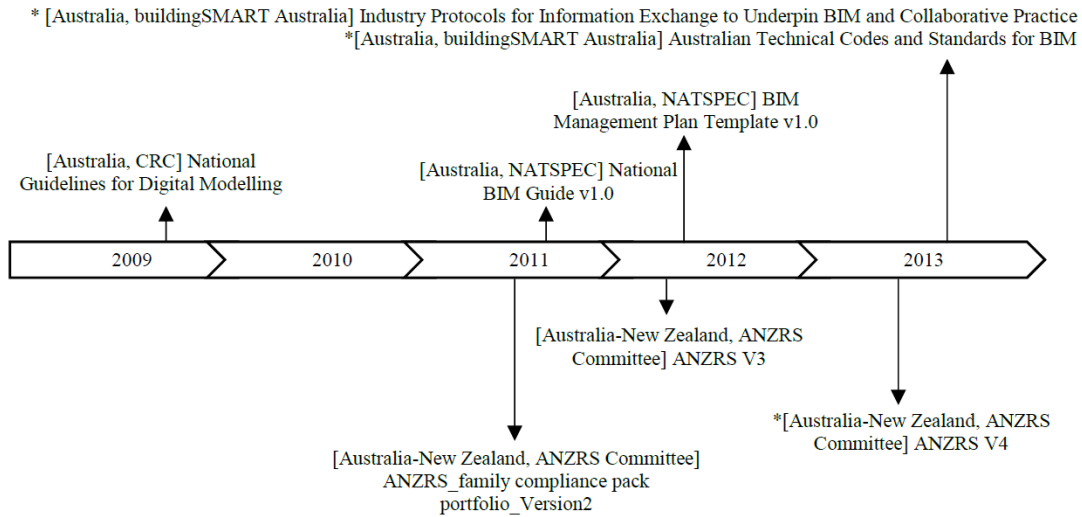 * [Australia, buildingSMART Australia] Industry Protocols for Information Exchange to Underpin BIM and Collaborative Practice
*[Australia, buildingSMART Australia] Australian Technical Codes and Standards for BIM
[Australia, NATSPEC] BIM
Management Plan Template v1.0
[Australia, CRC] National
Guidelines for Digital Modelling
[Australia, NATSPEC] National
BIM Guide v1.0
2009
2010
2011
2012
2013
[Australia-New Zealand, ANZRS
Committee] ANZRS V3
*[Australia-New Zealand, ANZRS
Committee] ANZRS V4
[Australia-New Zealand, ANZRS Committee]
ANZRS_family compliance pack
portfolio_Version2